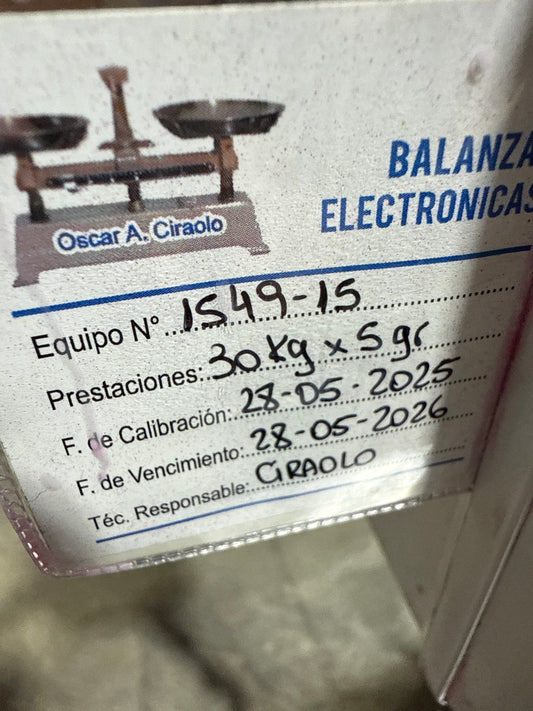 Oscar A. Ciraolo
BALANZA
ELECTRONICAS
Equipo N° 1549-15
Prestaciones: 30 kg x 5 gr
F. de Calibración: 28-05-2025
F. de Vencimiento: 28-05-2026
Téc. Responsable: CIRAOLO